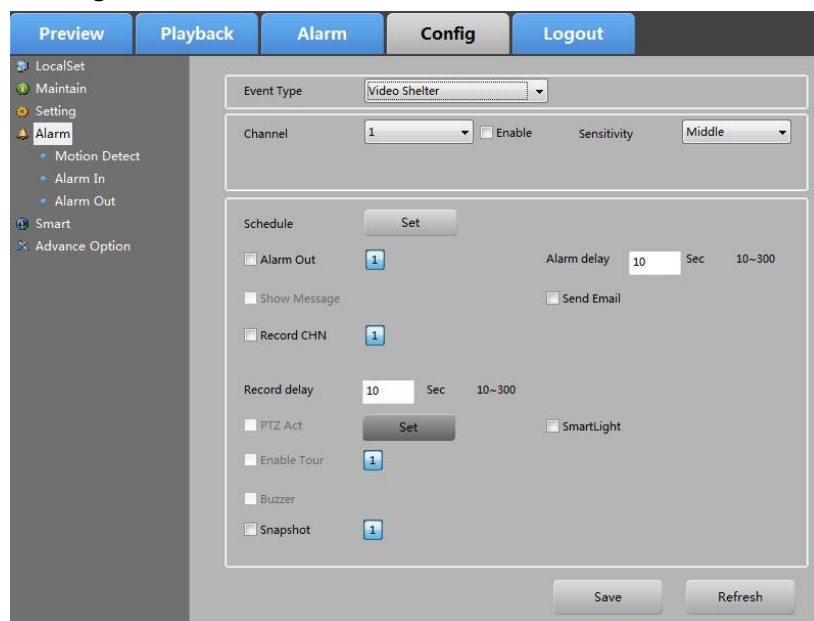 Preview Playback Alarm Config Logout
LocalSet
Maintain
Setting
Alarm
Motion Detect
Alarm In
Alarm Out
Smart
Advance Option
Event Type Video Shelter
Channel 1 Enable Sensitivity Middle
Schedule Set
Alarm Out 1 Alarm delay 10 Sec 10~300
Show Message Send Email
Record CHN 1
Record delay 10 Sec 10~300
PTZ Act Set SmartLight
Enable Tour 1
Buzzer
Snapshot 1
Save Refresh